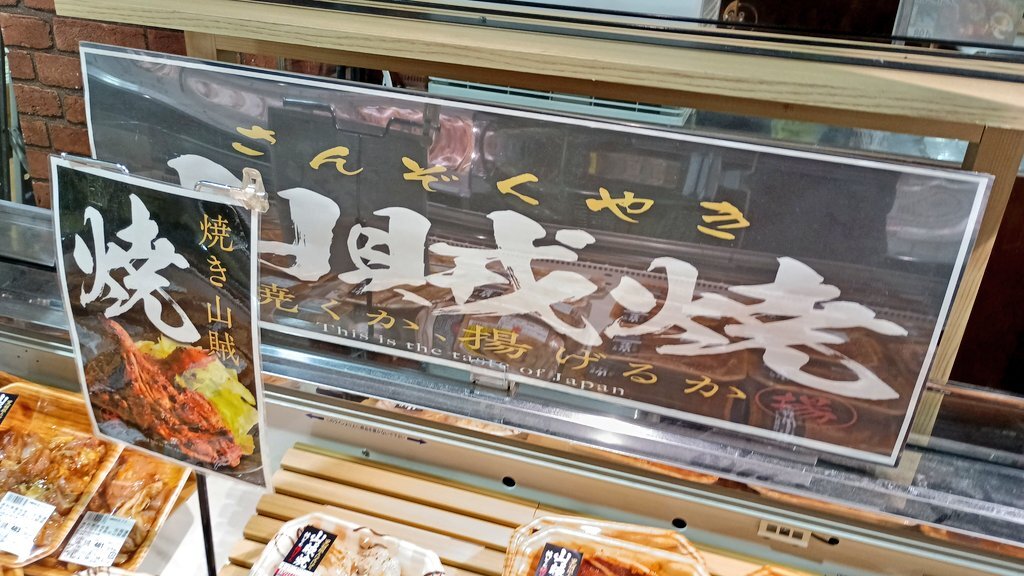 さんぞくやき
山賊焼
焼くか、揚げるか
This is the taste of Japan
揚
焼
焼き山賊